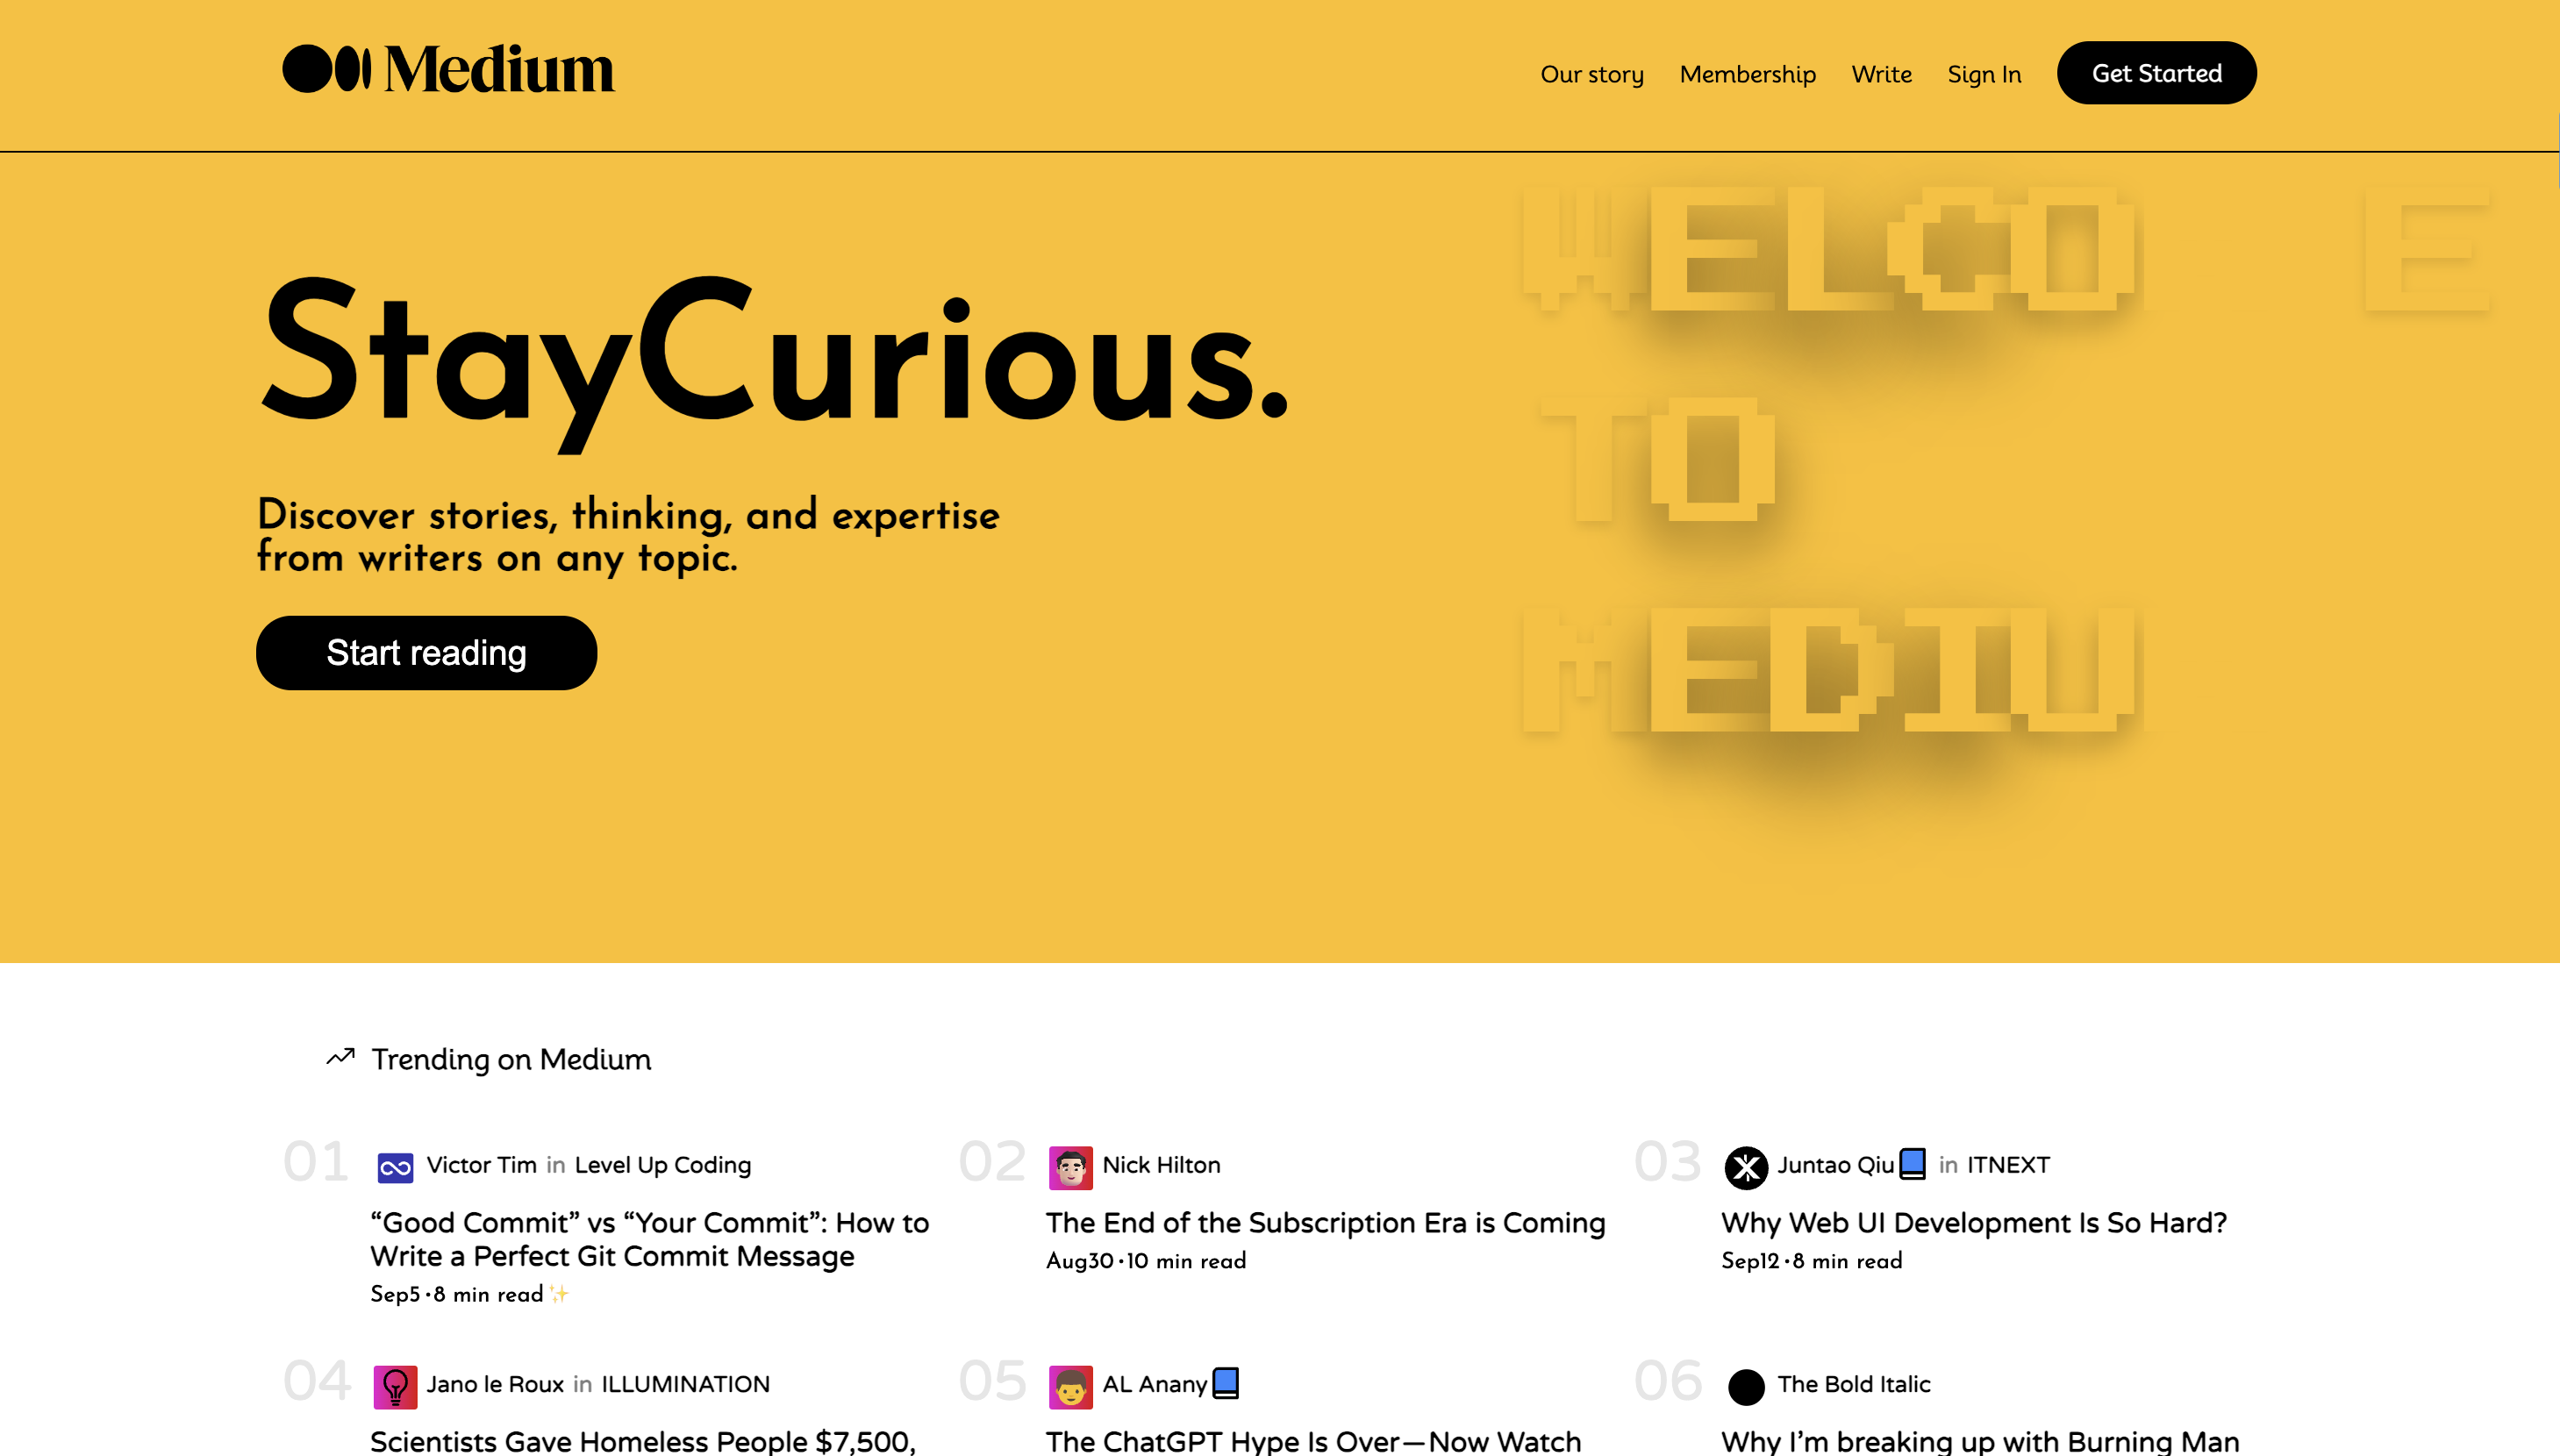 Medium
Our story Membership Write Sign In Get Started
WELCO E
StayCurious.
TO
Discover stories, thinking, and expertise
from writers on any topic.
MEDIU
Start reading
Trending on Medium
01 Victor Tim in Level Up Coding
“Good Commit” vs “Your Commit”: How to
Write a Perfect Git Commit Message
Sep5·8 min read✨
02 Nick Hilton
The End of the Subscription Era is Coming
Aug30·10 min read
03 Juntao Qiu in ITNEXT
Why Web UI Development Is So Hard?
Sep12·8 min read
04 Jano le Roux in ILLUMINATION
Scientists Gave Homeless People $7,500,
05 AL Anany
The ChatGPT Hype Is Over—Now Watch
06 The Bold Italic
Why I’m breaking up with Burning Man